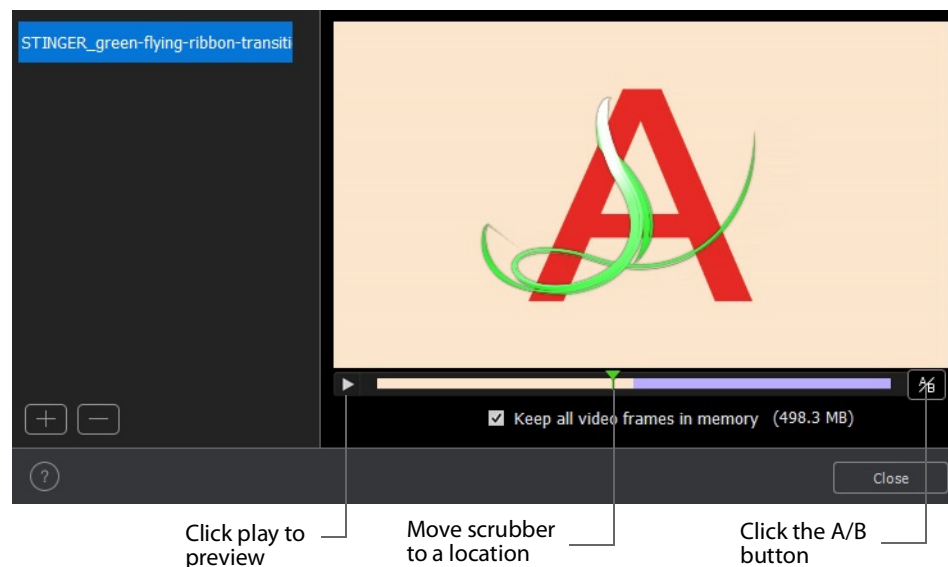 STINGER_green-flying-ribbon-transiti
A
A/B
Keep all video frames in memory (498.3 MB)
?
Close
Click play to
preview
Move scrubber
to a location
Click the A/B
button